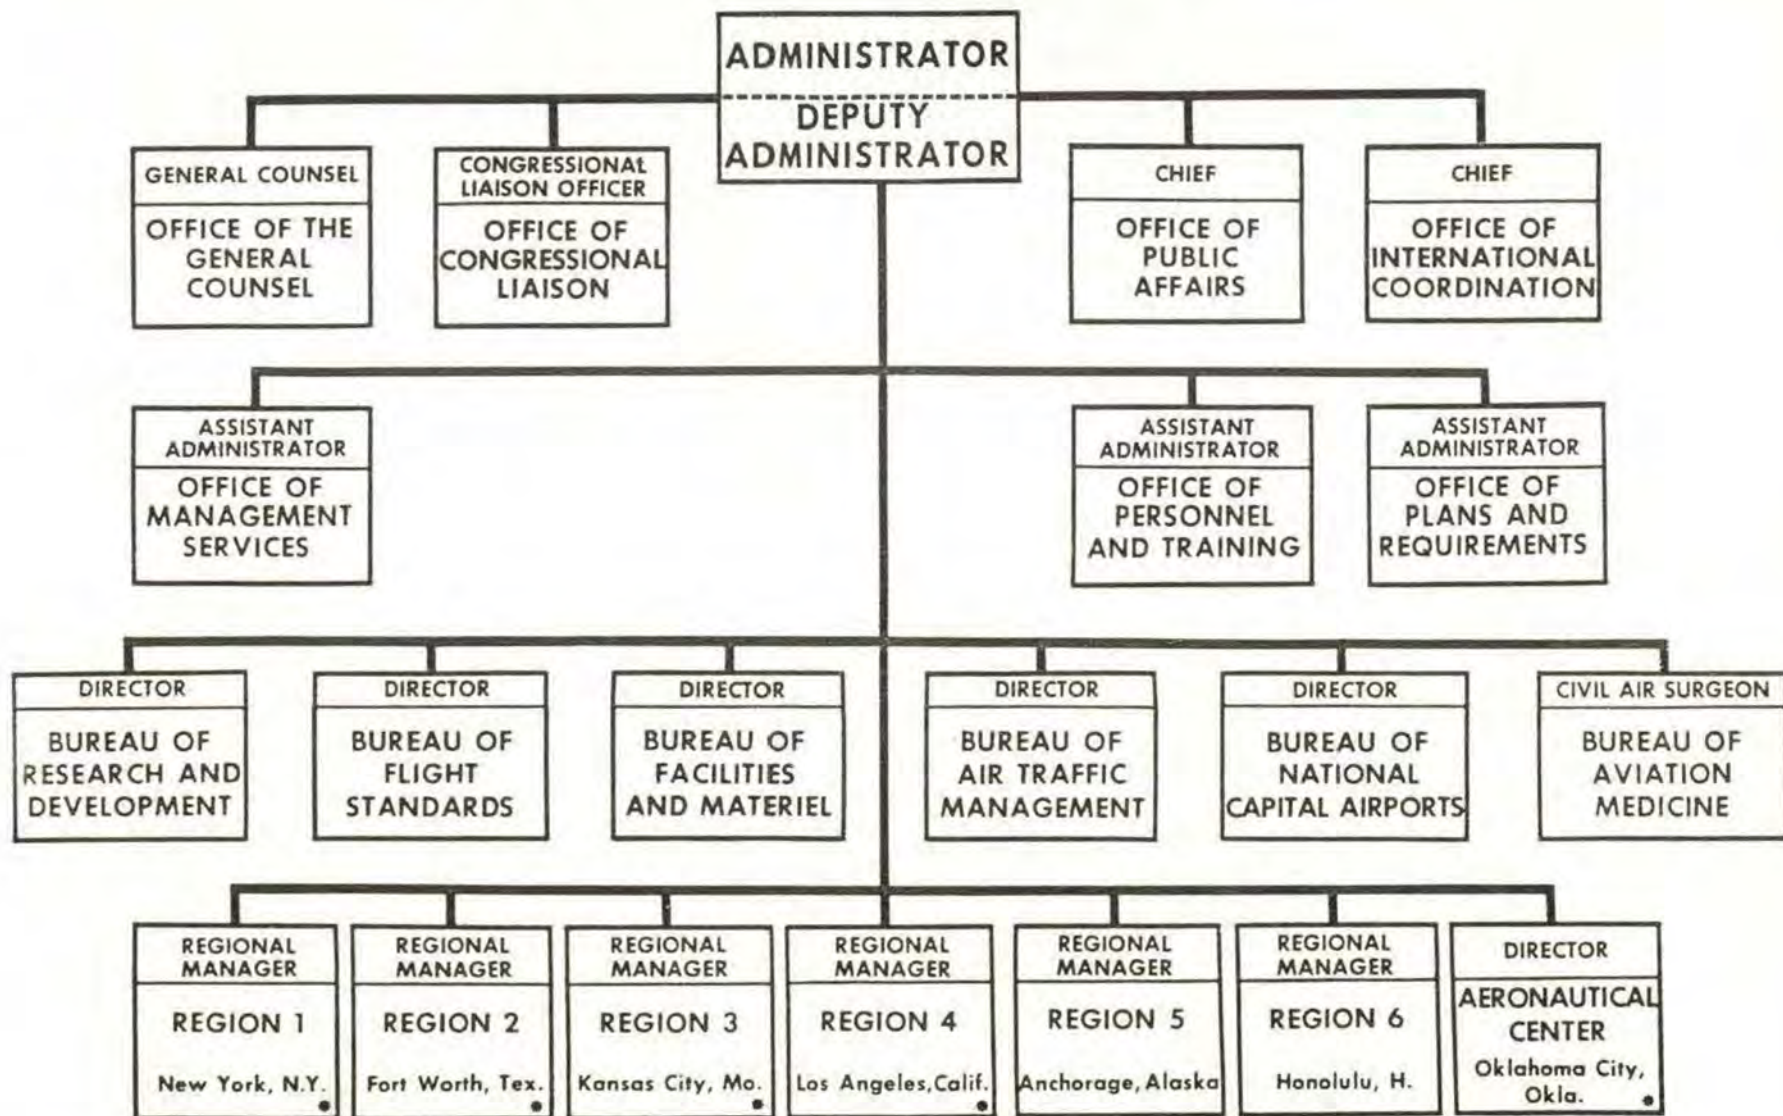 ADMINISTRATOR
DEPUTY
ADMINISTRATOR
GENERAL COUNSEL
OFFICE OF THE
GENERAL
COUNSEL
CONGRESSIONAL
LIAISON OFFICER
OFFICE OF
CONGRESSIONAL
LIAISON
CHIEF
OFFICE OF
PUBLIC
AFFAIRS
CHIEF
OFFICE OF
INTERNATIONAL
COORDINATION
ASSISTANT
ADMINISTRATOR
OFFICE OF
MANAGEMENT
SERVICES
ASSISTANT
ADMINISTRATOR
OFFICE OF
PERSONNEL
AND TRAINING
ASSISTANT
ADMINISTRATOR
OFFICE OF
PLANS AND
REQUIREMENTS
DIRECTOR
BUREAU OF
RESEARCH AND
DEVELOPMENT
DIRECTOR
BUREAU OF
FLIGHT
STANDARDS
DIRECTOR
BUREAU OF
FACILITIES
AND MATERIEL
DIRECTOR
BUREAU OF
AIR TRAFFIC
MANAGEMENT
DIRECTOR
BUREAU OF
NATIONAL
CAPITAL AIRPORTS
CIVIL AIR SURGEON
BUREAU OF
AVIATION
MEDICINE
REGIONAL
MANAGER
REGION 1
New York, N.Y.
REGIONAL
MANAGER
REGION 2
Fort Worth, Tex.
REGIONAL
MANAGER
REGION 3
Kansas City, Mo.
REGIONAL
MANAGER
REGION 4
Los Angeles, Calif.
REGIONAL
MANAGER
REGION 5
Anchorage, Alaska
REGIONAL
MANAGER
REGION 6
Honolulu, H.
DIRECTOR
AERONAUTICAL
CENTER
Oklahoma City,
Okla.